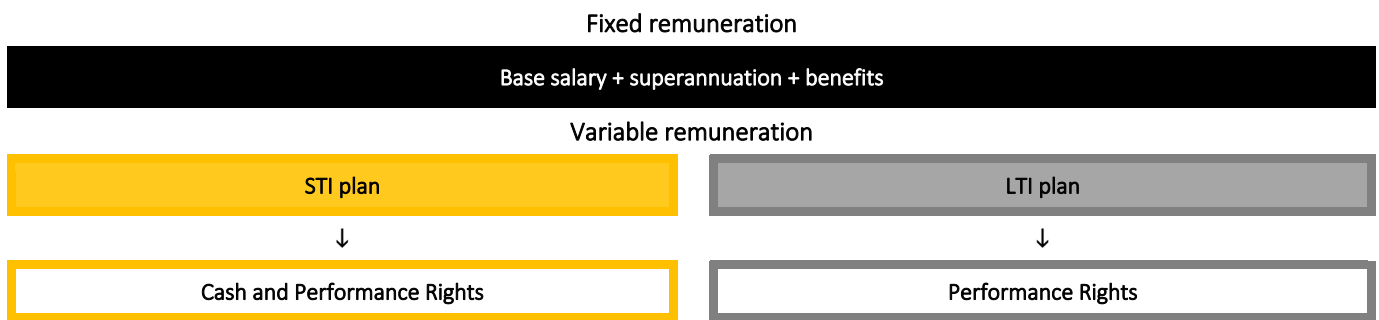 Fixed remuneration
Base salary + superannuation + benefits
Variable remuneration
STI plan
LTI plan
↓
↓
Cash and Performance Rights
Performance Rights